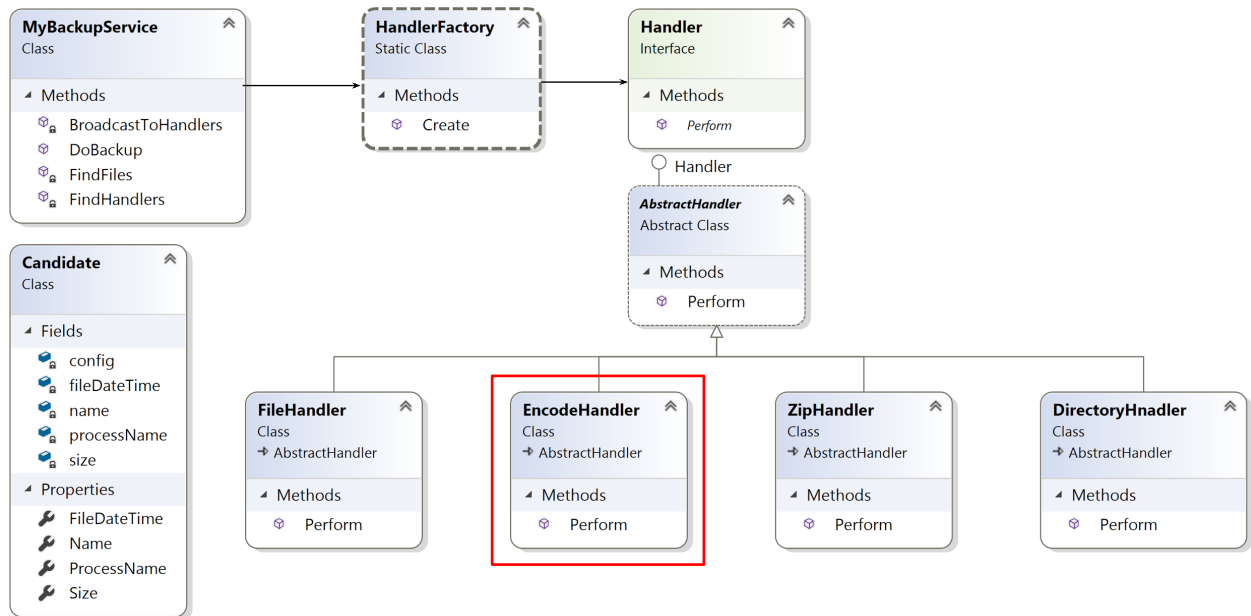 MyBackupService
Class
Methods
BroadcastToHandlers
DoBackup
FindFiles
FindHandlers
HandlerFactory
Static Class
Methods
Create
Handler
Interface
Methods
Perform
Handler
AbstractHandler
Abstract Class
Methods
Perform
Candidate
Class
Fields
config
fileDateTime
name
processName
size
Properties
FileDateTime
Name
ProcessName
Size
FileHandler
Class
AbstractHandler
Methods
Perform
EncodeHandler
Class
AbstractHandler
Methods
Perform
ZipHandler
Class
AbstractHandler
Methods
Perform
DirectoryHnadler
Class
AbstractHandler
Methods
Perform